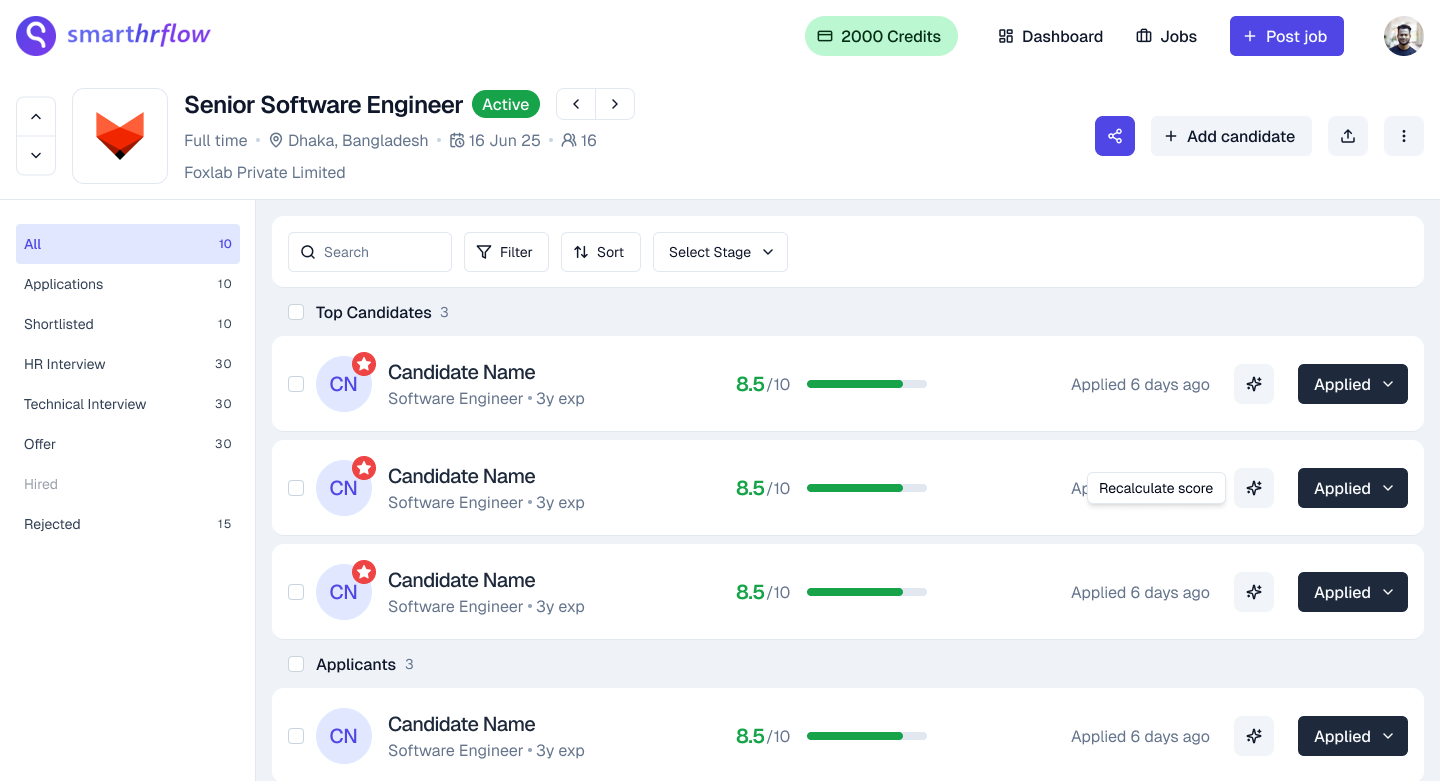 smarthrflow
2000 Credits
Dashboard
Jobs
Post job
Senior Software Engineer
Active
Full time • Dhaka, Bangladesh • 16 Jun 25 • 16
Foxlab Private Limited
Add candidate
All 10
Applications 10
Shortlisted 10
HR Interview 30
Technical Interview 30
Offer 30
Hired
Rejected 15
Search
Filter
Sort
Select Stage
Top Candidates 3
CN
Candidate Name
Software Engineer • 3y exp
8.5/10
Applied 6 days ago
Applied
CN
Candidate Name
Software Engineer • 3y exp
8.5/10
Ap
Recalculate score
Applied
CN
Candidate Name
Software Engineer • 3y exp
8.5/10
Applied 6 days ago
Applied
Applicants 3
CN
Candidate Name
Software Engineer • 3y exp
8.5/10
Applied 6 days ago
Applied